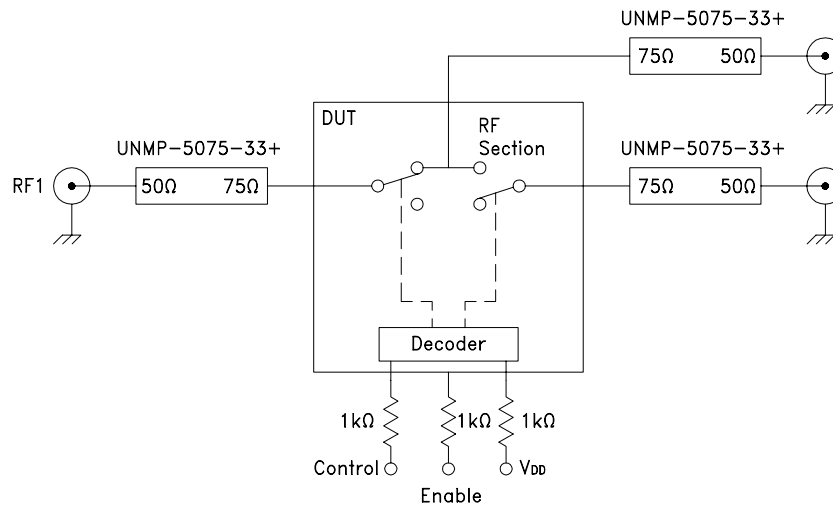 UNMP-5075-33+
75Ω 50Ω
DUT
RF
Section
UNMP-5075-33+
50Ω 75Ω
RF1
UNMP-5075-33+
75Ω 50Ω
Decoder
1kΩ 1kΩ 1kΩ
Control
VDD
Enable